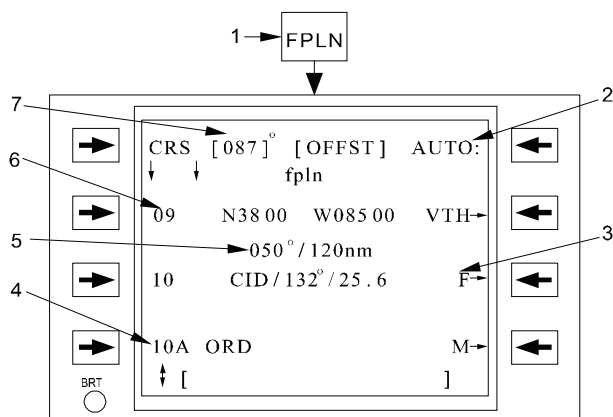 1 FPLN
7 2
CRS [087]° [OFFST] AUTO:
fpln
6
09 N38 00 W085 00 VTH→
5 050°/120nm
3
10 CID/132°/25.6 F→
4
10A ORD M→
[ ]
BRT